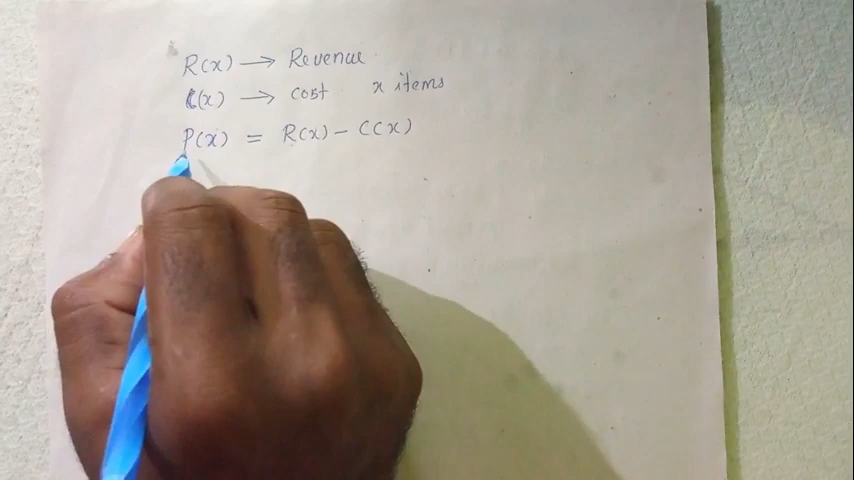 R(x) → Revenue
C(x) → cost x items
P(x) = R(x) - C(x)